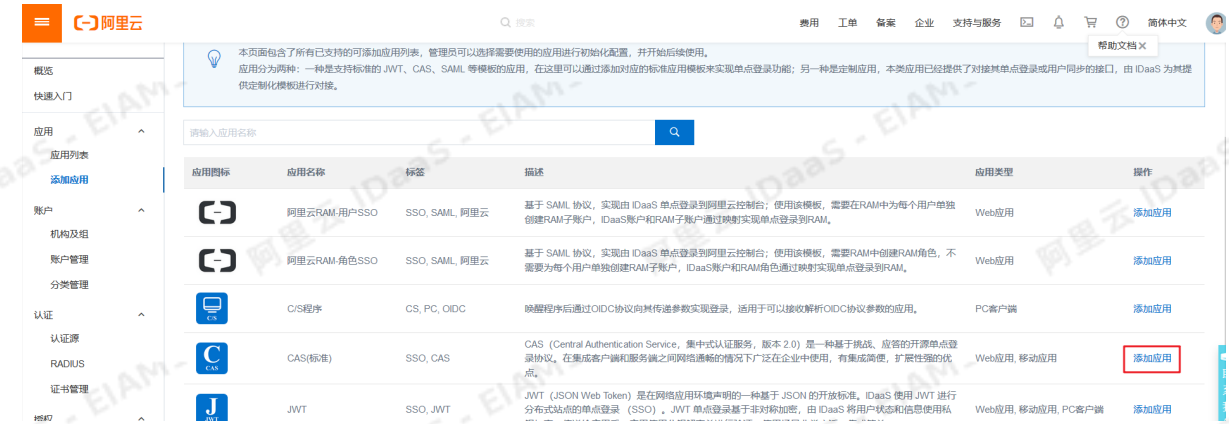 阿里云
搜索
费用 工单 备案 企业 支持与服务 简体中文
帮助文档
概览
快速入门
应用
应用列表
添加应用
账户
机构及组
账户管理
分类管理
认证
认证源
RADIUS
证书管理
授权
本页面包含了所有已支持的可添加应用列表，管理员可以选择需要使用的应用进行初始化配置，并开始后续使用。
应用分为两种：一种是支持标准的 JWT、CAS、SAML 等模板的应用，在这里可以通过添加对应的标准应用模板来实现单点登录功能；另一种是定制应用，本类应用已经提供了对接其单点登录或用户同步的接口，由 IDaaS 为其提
供定制化模板进行对接。
请输入应用名称
应用图标 应用名称 标签 描述 应用类型 操作
阿里云RAM-用户SSO SSO, SAML, 阿里云 基于 SAML 协议，实现由 IDaaS 单点登录到阿里云控制台；使用该模板，需要在RAM中为每个用户单独
创建RAM子账户，IDaaS账户和RAM子账户通过映射实现单点登录到RAM。 Web应用 添加应用
阿里云RAM-角色SSO SSO, SAML, 阿里云 基于 SAML 协议，实现由 IDaaS 单点登录到阿里云控制台；使用该模板，需要RAM中创建RAM角色，不
需要为每个用户单独创建RAM子账户，IDaaS账户和RAM角色通过映射实现单点登录到RAM。 Web应用 添加应用
C/S
C/S程序 CS, PC, OIDC 唤醒程序后通过OIDC协议向其传递参数实现登录，适用于可以接收解析OIDC协议参数的应用。 PC客户端 添加应用
C
CAS
CAS(标准) SSO, CAS CAS（Central Authentication Service，集中式认证服务，版本 2.0）是一种基于挑战、应答的开源单点登
录协议。在集成客户端和服务端之间网络通畅的情况下广泛在企业中使用，有集成简便，扩展性强的优
点。 Web应用, 移动应用 添加应用
J
JWT
JWT SSO, JWT JWT（JSON Web Token）是在网络应用环境声明的一种基于 JSON 的开放标准。IDaaS 使用 JWT 进行
分布式站点的单点登录 （SSO）。JWT 单点登录基于非对称加密，由 IDaaS 将用户状态和信息使用私 Web应用, 移动应用, PC客户端 添加应用
阿里云 IDaaS - EIAM